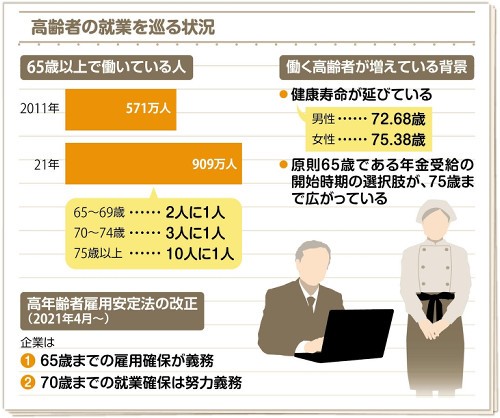 高齢者の就業を巡る状況
65歳以上で働いている人
2011年 571万人
21年 909万人
65～69歳 …… 2人に1人
70～74歳 …… 3人に1人
75歳以上 …… 10人に1人
働く高齢者が増えている背景
● 健康寿命が延びている
男性 …… 72.68歳
女性 …… 75.38歳
● 原則65歳である年金受給の
開始時期の選択肢が、75歳ま
で広がっている
高年齢者雇用安定法の改正
(2021年4月～)
企業は
1 65歳までの雇用確保が義務
2 70歳までの就業確保は努力義務